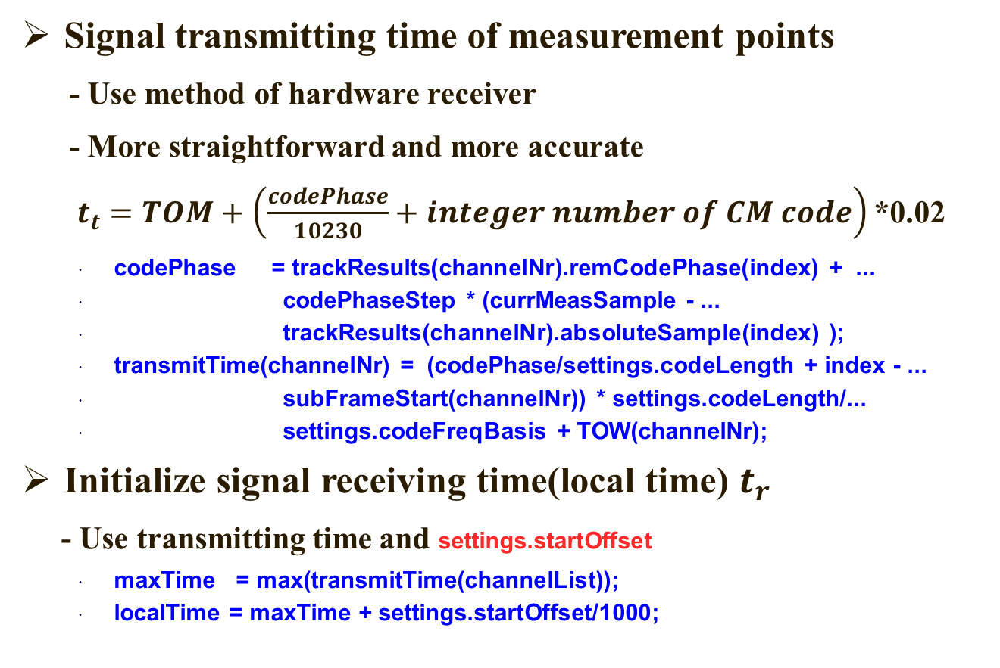 ➢ Signal transmitting time of measurement points
- Use method of hardware receiver
- More straightforward and more accurate
t_t = TOM + (codePhase/10230 + integer number of CM code) *0.02
· codePhase = trackResults(channelNr).remCodePhase(index) + ...
· codePhaseStep * (currMeasSample - ...
· trackResults(channelNr).absoluteSample(index) );
· transmitTime(channelNr) = (codePhase/settings.codeLength + index - ...
· subFrameStart(channelNr)) * settings.codeLength/...
· settings.codeFreqBasis + TOW(channelNr);
➢ Initialize signal receiving time(local time) t_r
- Use transmitting time and settings.startOffset
· maxTime = max(transmitTime(channelList));
· localTime = maxTime + settings.startOffset/1000;